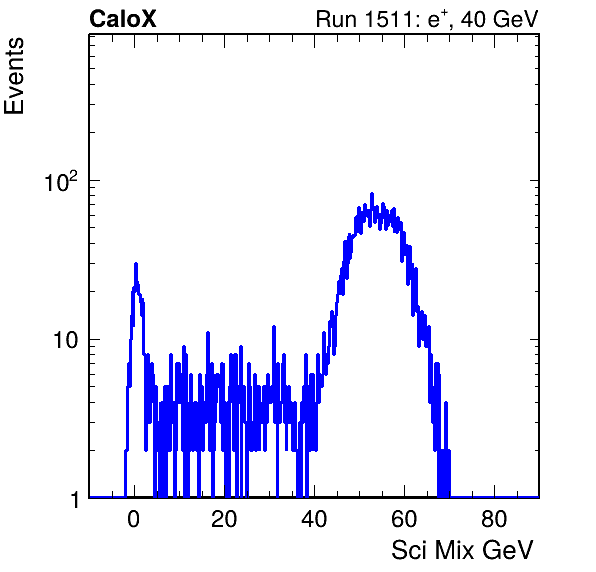 CaloX
Run 1511: e⁺, 40 GeV
Events
10²
10
1
0 20 40 60 80
Sci Mix GeV